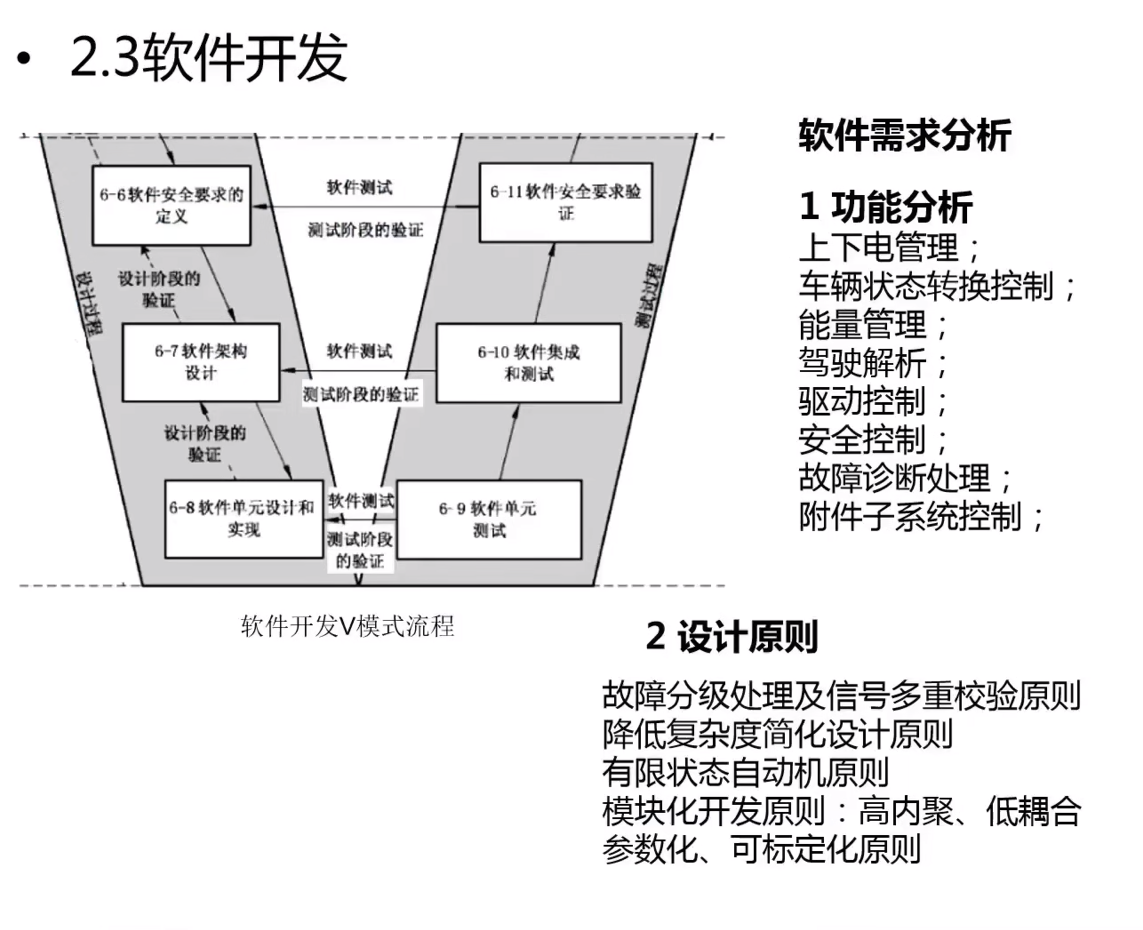 • 2.3软件开发
6-6软件安全要求的
定义
软件测试
测试阶段的验证
6-11软件安全要求验
证
设计阶段的
验证
设计过程
测试过程
6-7软件架构
设计
软件测试
测试阶段的验证
6-10 软件集成
和测试
设计阶段的
验证
6-8软件单元设计和
实现
软件测试
测试阶段
的验证
6-9 软件单元
测试
软件开发V模式流程
软件需求分析
1 功能分析
上下电管理；
车辆状态转换控制；
能量管理；
驾驶解析；
驱动控制；
安全控制；
故障诊断处理；
附件子系统控制；
2 设计原则
故障分级处理及信号多重校验原则
降低复杂度简化设计原则
有限状态自动机原则
模块化开发原则：高内聚、低耦合
参数化、可标定化原则